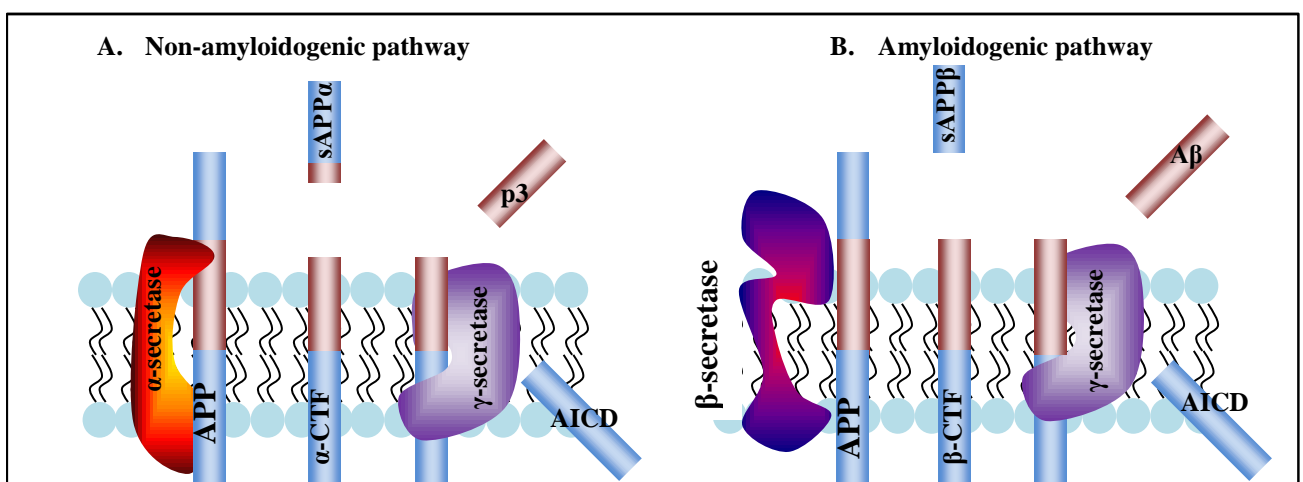 A. Non-amyloidogenic pathway
sAPPα
p3
α-secretase
APP
α-CTF
γ-secretase
AICD
B. Amyloidogenic pathway
sAPPβ
Aβ
β-secretase
APP
β-CTF
γ-secretase
AICD